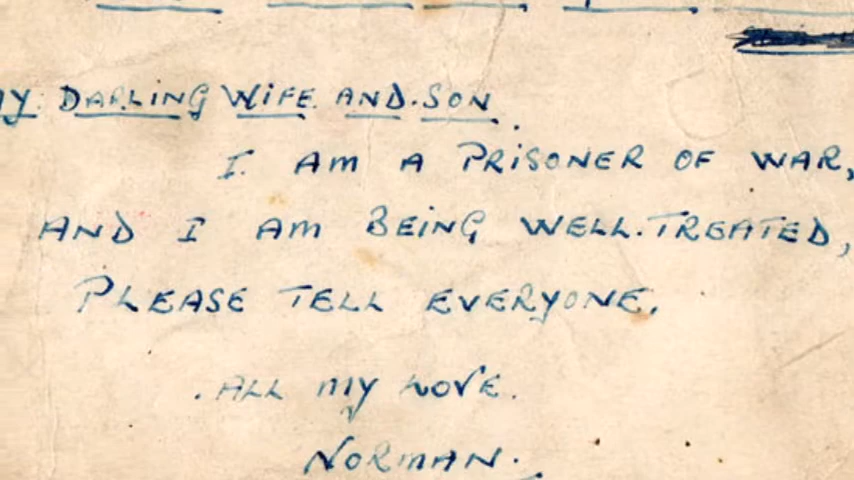 MY DARLING WIFE AND.SON
I. AM A PRISONER OF WAR,
AND I AM BEING WELL.TREATED,
PLEASE TELL EVERYONE.
.ALL MY LOVE.
NORMAN.